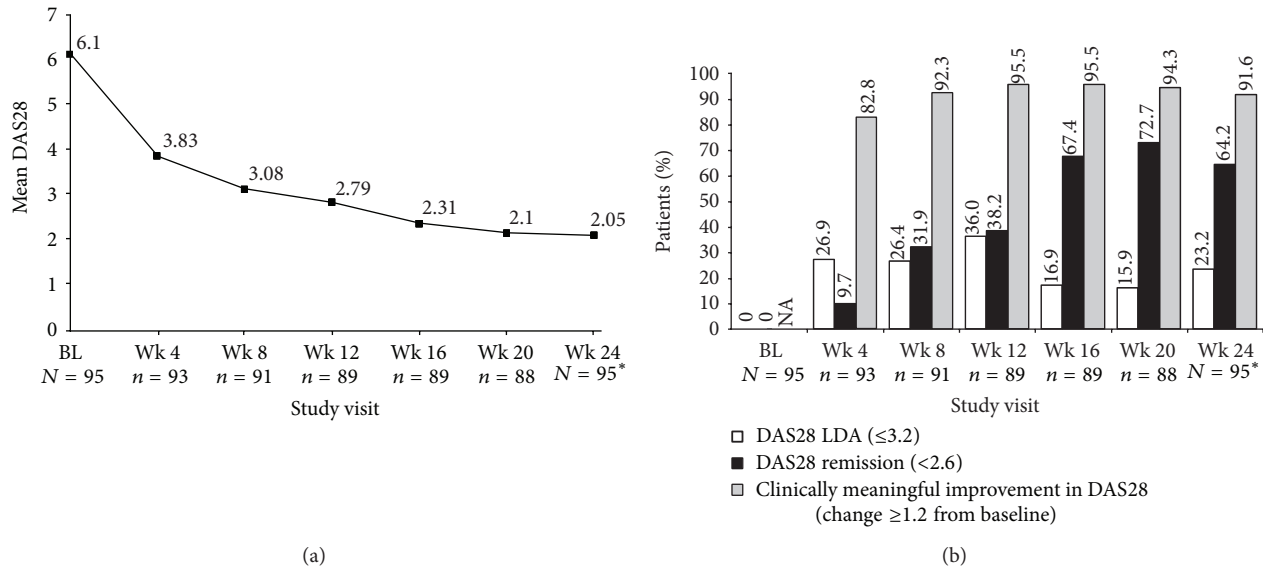 7
6
5
4
3
2
1
0
Mean DAS28
6.1
3.83
3.08
2.79
2.31
2.1
2.05
BL Wk 4 Wk 8 Wk 12 Wk 16 Wk 20 Wk 24
N = 95 n = 93 n = 91 n = 89 n = 89 n = 88 N = 95*
Study visit
(a)
100
90
80
70
60
50
40
30
20
10
0
Patients (%)
0 0 NA
26.9 9.7 82.8
26.4 31.9 92.3
36.0 38.2 95.5
16.9 67.4 95.5
15.9 72.7 94.3
23.2 64.2 91.6
BL Wk 4 Wk 8 Wk 12 Wk 16 Wk 20 Wk 24
N = 95 n = 93 n = 91 n = 89 n = 89 n = 88 N = 95*
Study visit
DAS28 LDA (≤3.2)
DAS28 remission (<2.6)
Clinically meaningful improvement in DAS28
(change ≥1.2 from baseline)
(b)